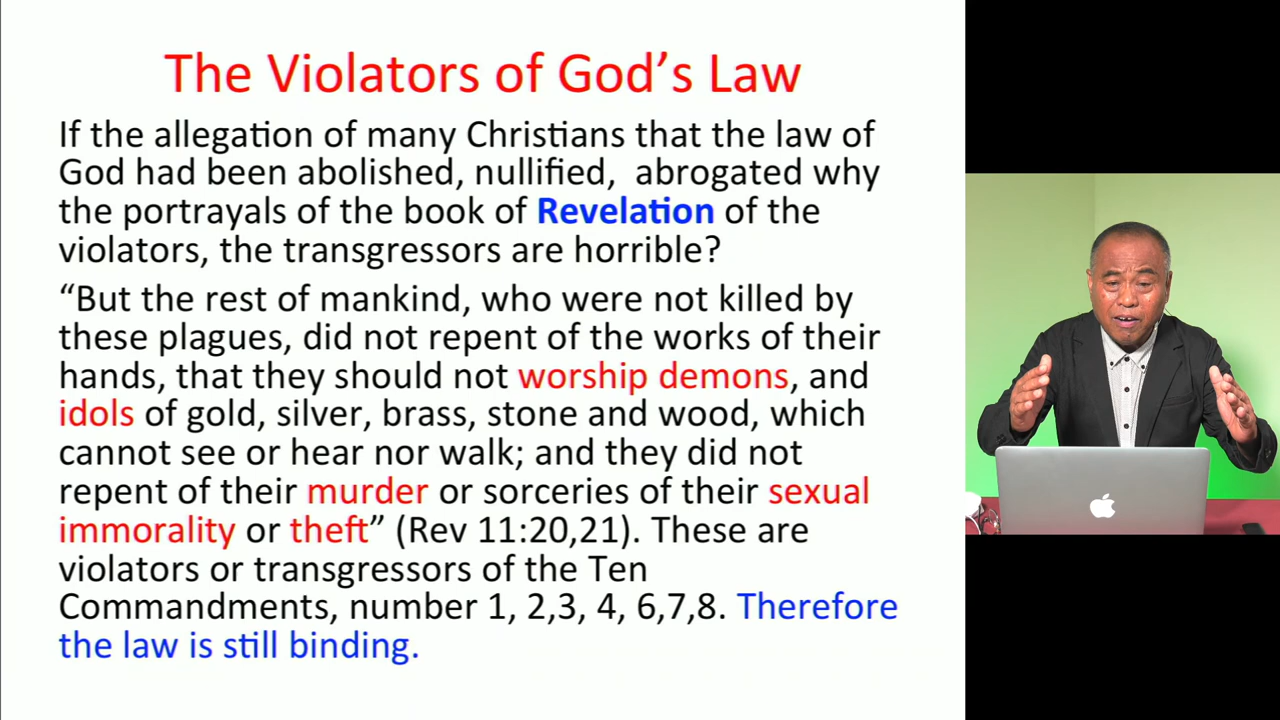 The Violators of God’s Law
If the allegation of many Christians that the law of
God had been abolished, nullified,  abrogated why
the portrayals of the book of Revelation of the
violators, the transgressors are horrible?
“But the rest of mankind, who were not killed by
these plagues, did not repent of the works of their
hands, that they should not worship demons, and
idols of gold, silver, brass, stone and wood, which
cannot see or hear nor walk; and they did not
repent of their murder or sorceries of their sexual
immorality or theft” (Rev 11:20,21). These are
violators or transgressors of the Ten
Commandments, number 1, 2,3, 4, 6,7,8. Therefore
the law is still binding.